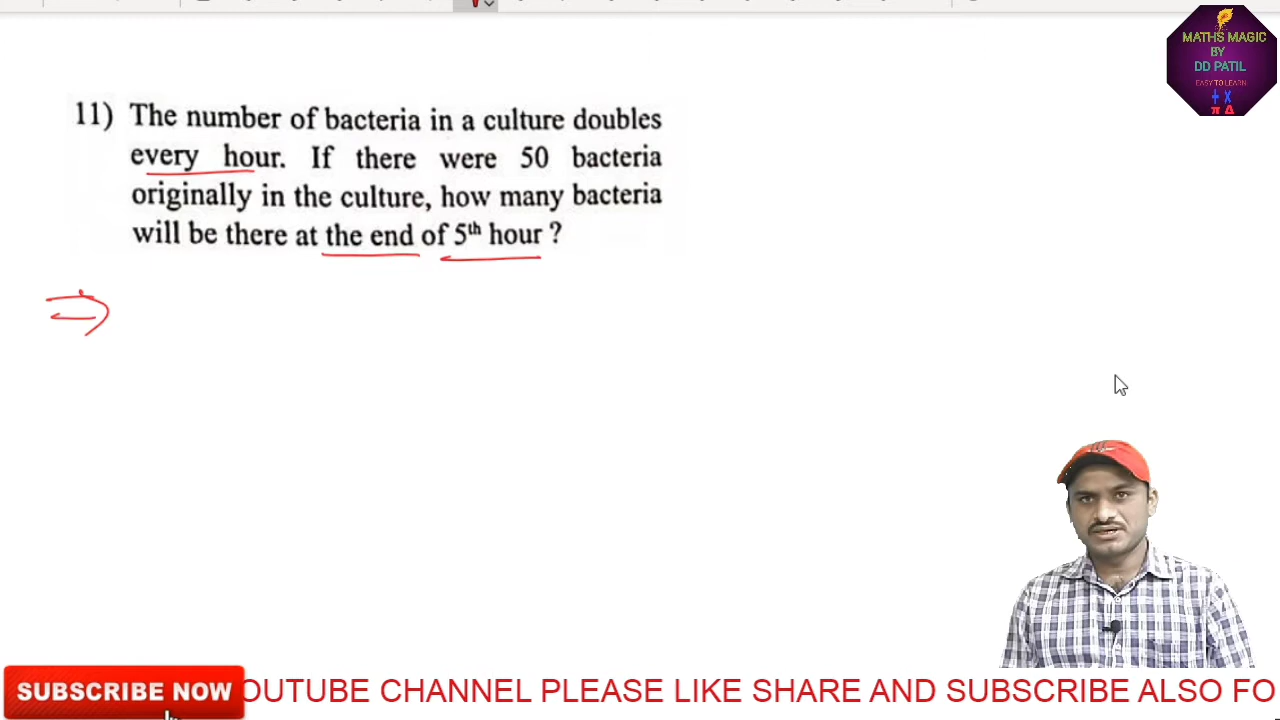 MATHS MAGIC
BY
DD PATIL
EASY TO LEARN
+ X
π Δ
11) The number of bacteria in a culture doubles
every hour. If there were 50 bacteria
originally in the culture, how many bacteria
will be there at the end of 5th hour ?
SUBSCRIBE NOW
OUTUBE CHANNEL PLEASE LIKE SHARE AND SUBSCRIBE ALSO FO